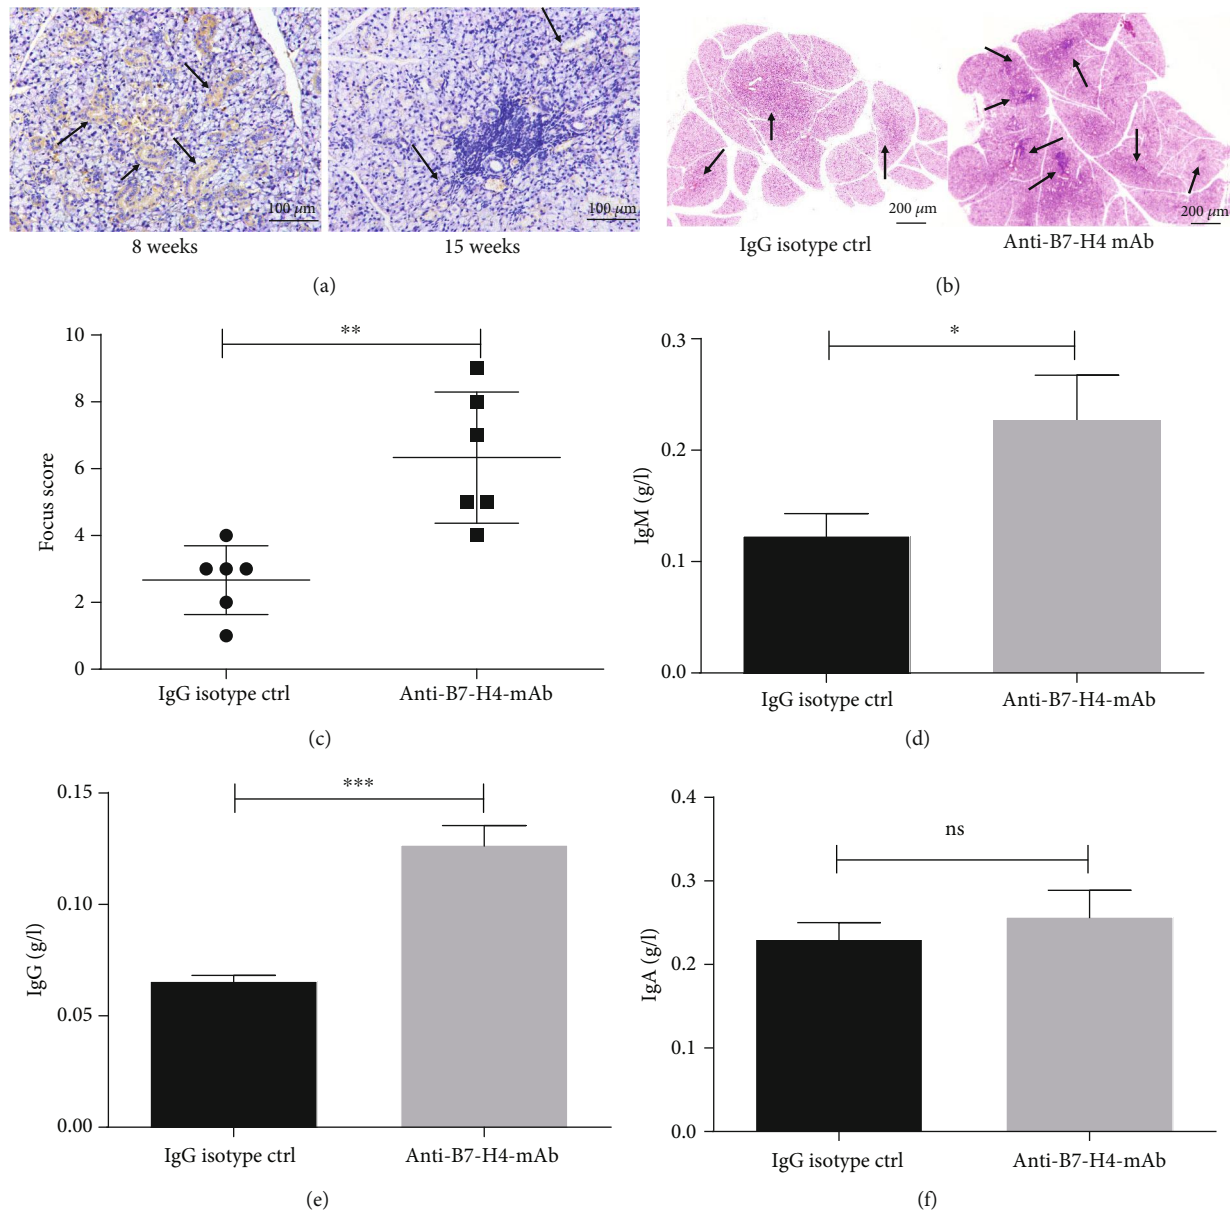 100 μm
100 μm
8 weeks
15 weeks
(a)
200 μm
200 μm
IgG isotype ctrl
Anti-B7-H4 mAb
(b)
**
10
8
6
4
2
0
Focus score
IgG isotype ctrl
Anti-B7-H4-mAb
(c)
*
0.3
0.2
0.1
0.0
IgM (g/l)
IgG isotype ctrl
Anti-B7-H4-mAb
(d)
***
0.15
0.10
0.05
0.00
IgG (g/l)
IgG isotype ctrl
Anti-B7-H4-mAb
(e)
ns
0.4
0.3
0.2
0.1
0.0
IgA (g/l)
IgG isotype ctrl
Anti-B7-H4-mAb
(f)